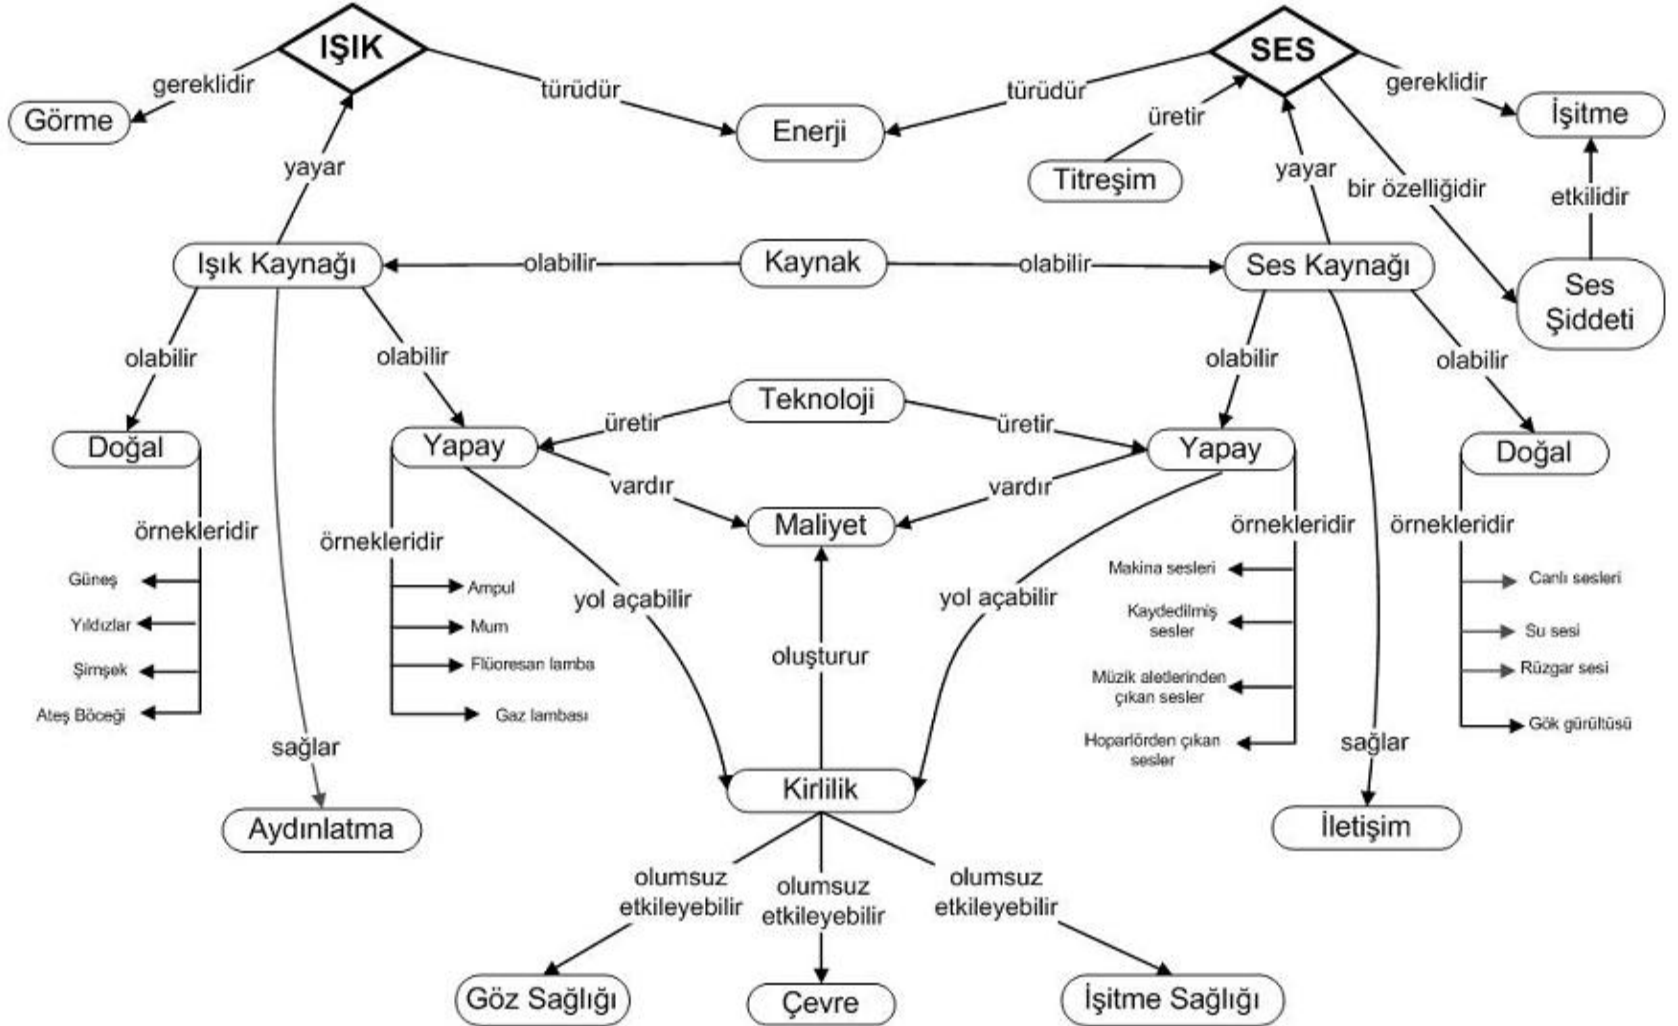 IŞIK
SES
gereklidir
türüdür
türüdür
gereklidir
Görme
Enerji
üretir
İşitme
yayar
Titreşim
yayar
bir özelliğidir
etkilidir
Işık Kaynağı
olabilir
Kaynak
olabilir
Ses Kaynağı
Ses
Şiddeti
olabilir
olabilir
olabilir
olabilir
Teknoloji
üretir
üretir
Doğal
Yapay
Yapay
Doğal
vardır
vardır
Maliyet
örnekleridir
örnekleridir
örnekleridir
örnekleridir
Güneş
Yıldızlar
Şimşek
Ateş Böceği
Ampul
Mum
Flüoresan lamba
Gaz lambası
yol açabilir
yol açabilir
oluşturur
Makina sesleri
Kaydedilmiş
sesler
Müzik aletlerinden
çıkan sesler
Hoparlörden çıkan
sesler
Canlı sesleri
Su sesi
Rüzgar sesi
Gök gürültüsü
sağlar
sağlar
Kirlilik
Aydınlatma
İletişim
olumsuz
etkileyebilir
olumsuz
etkileyebilir
olumsuz
etkileyebilir
Göz Sağlığı
Çevre
İşitme Sağlığı